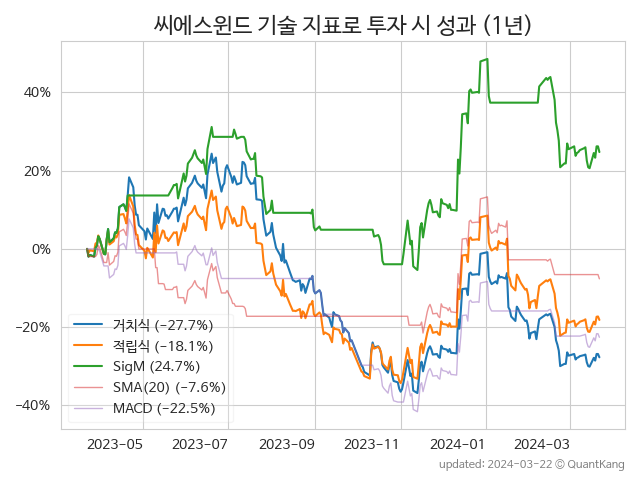 씨에스윈드 기술 지표로 투자 시 성과 (1년)
40%
20%
0%
−20%
−40%
거치식 (−27.7%)
적립식 (−18.1%)
SigM (24.7%)
SMA(20) (−7.6%)
MACD (−22.5%)
2023-05 2023-07 2023-09 2023-11 2024-01 2024-03
updated: 2024-03-22 © QuantKang